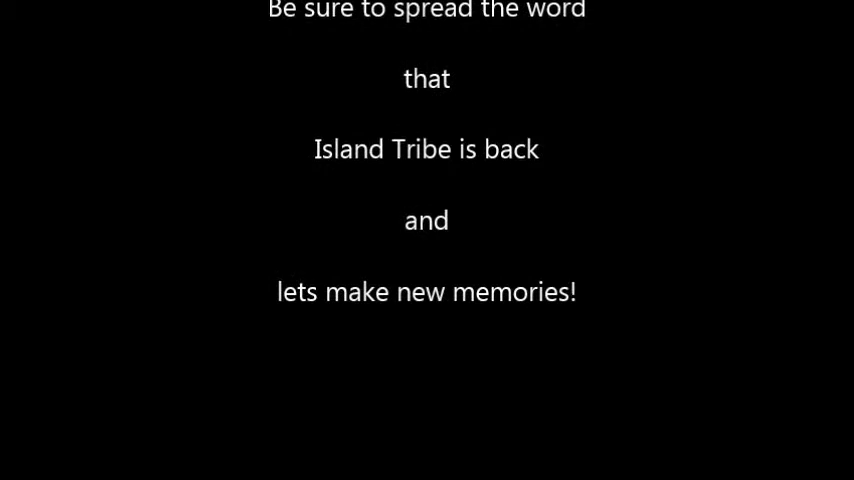 Be sure to spread the word
that
Island Tribe is back
and
lets make new memories!